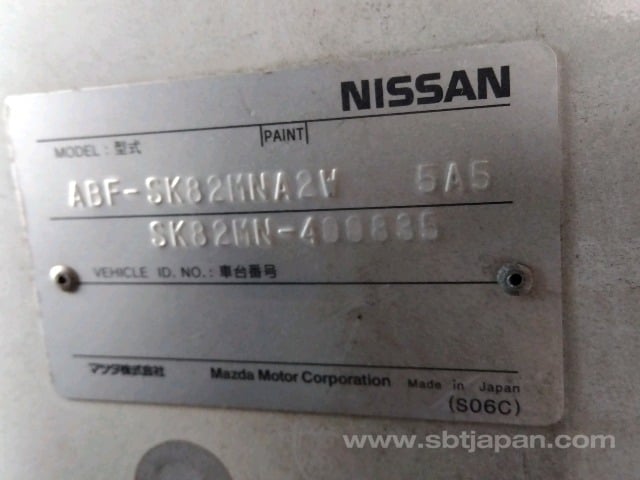 NISSAN
MODEL : 型式 PAINT
ABF-SK82MNA2W 5A5
SK82MN-400835
VEHICLE ID. NO. : 車台番号
マツダ株式会社 Mazda Motor Corporation Made in Japan
(S06C)
www.sbtjapan.com